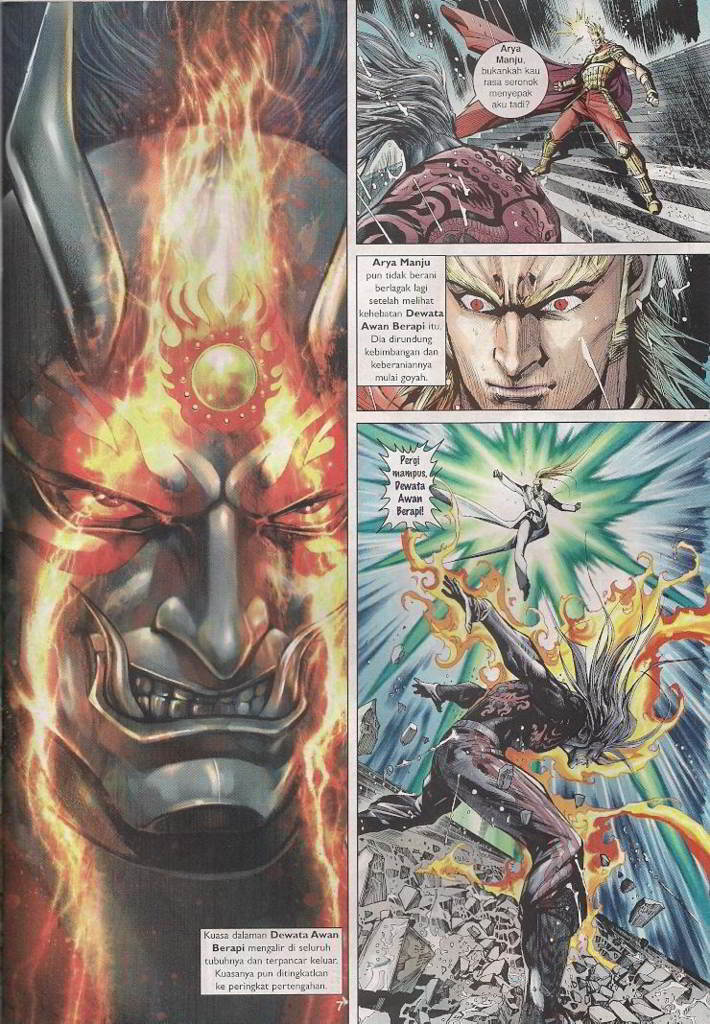 Kuasa dalaman Dewata Awan
Berapi mengalir di seluruh
tubuhnya dan terpancar keluar.
Kuasanya pun ditingkatkan
ke peringkat pertengahan.
7
Arya
Manju,
bukankah kau
rasa seronok
menyepak
aku tadi?
Arya Manju
pun tidak berani
berlagak lagi
setelah melihat
kehebatan Dewata
Awan Berapi itu.
Dia dirundung
kebimbangan dan
keberaniannya
mulai goyah.
Pergi
mampus,
Dewata
Awan
Berapi!